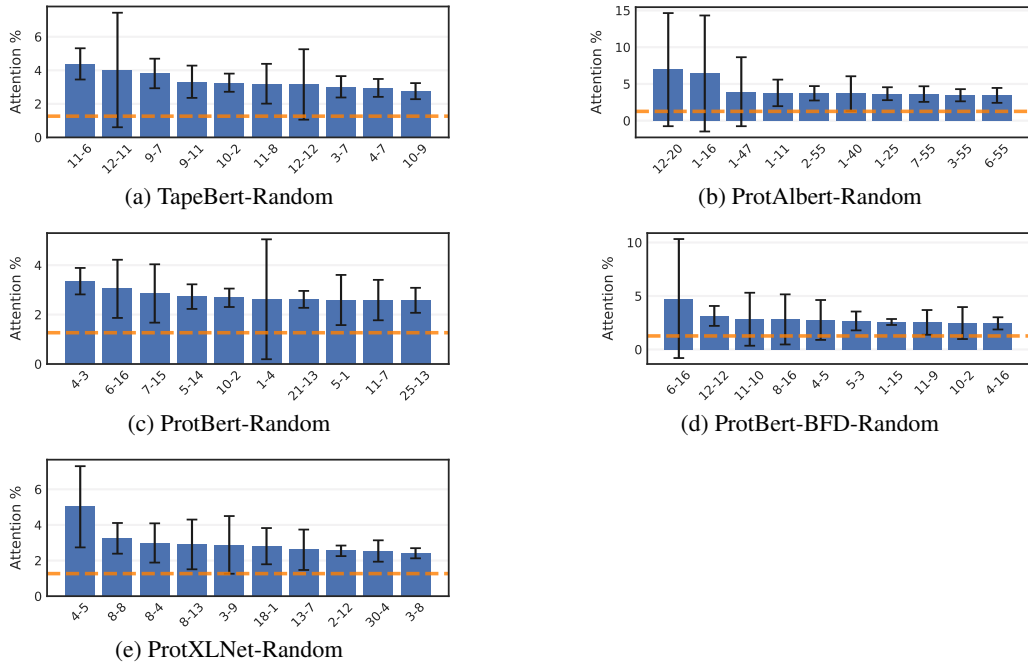 Attention %
6
4
2
0
11-6 12-11 9-7 9-11 10-2 11-8 12-12 3-7 4-7 10-9
(a) TapeBert-Random
Attention %
15
10
5
0
12-20 1-16 1-47 1-11 2-55 1-40 1-25 7-55 3-55 6-55
(b) ProtAlbert-Random
Attention %
4
2
0
4-3 6-16 7-15 5-14 10-2 1-4 21-13 5-1 11-7 25-13
(c) ProtBert-Random
Attention %
10
5
0
6-16 12-12 11-10 8-16 4-5 5-3 1-15 11-9 10-2 4-16
(d) ProtBert-BFD-Random
Attention %
6
4
2
0
4-5 8-8 8-4 8-13 3-9 18-1 13-7 2-12 30-4 3-8
(e) ProtXLNet-Random